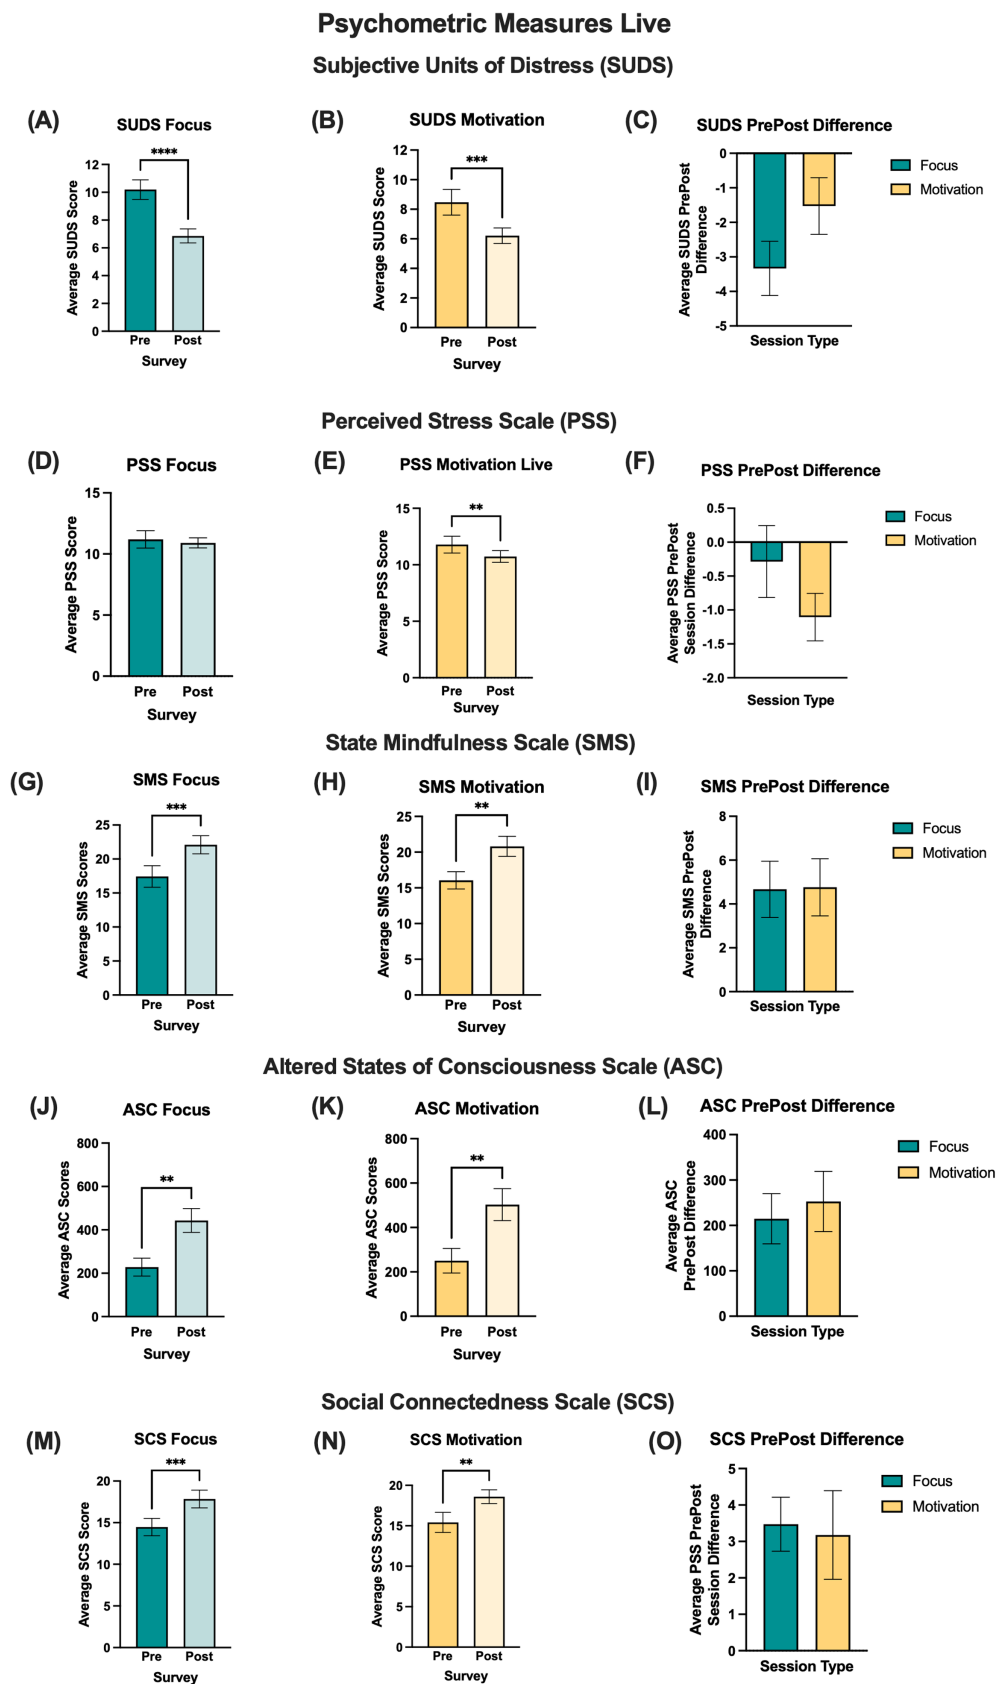 Psychometric Measures Live
Subjective Units of Distress (SUDS)
(A)
SUDS Focus
****
Average SUDS Score
12
10
8
6
4
2
0
Pre Post
Survey
(B)
SUDS Motivation
***
Average SUDS Score
12
10
8
6
4
2
0
Pre Post
Survey
(C)
SUDS PrePost Difference
Average SUDS PrePost
Difference
0
-1
-2
-3
-4
-5
Session Type
Focus
Motivation
Perceived Stress Scale (PSS)
(D)
PSS Focus
Average PSS Score
15
10
5
0
Pre Post
Survey
(E)
PSS Motivation Live
**
Average PSS Score
15
10
5
0
Pre Post
Survey
(F)
PSS PrePost Difference
Average PSS PrePost
Session Difference
0.5
0.0
-0.5
-1.0
-1.5
-2.0
Session Type
Focus
Motivation
State Mindfulness Scale (SMS)
(G)
SMS Focus
***
Average SMS Scores
25
20
15
10
5
0
Pre Post
Survey
(H)
SMS Motivation
**
Average SMS Scores
25
20
15
10
5
0
Pre Post
Survey
(I)
SMS PrePost Difference
Average SMS PrePost
Difference
8
6
4
2
0
Session Type
Focus
Motivation
Altered States of Consciousness Scale (ASC)
(J)
ASC Focus
**
Average ASC Scores
800
600
400
200
0
Pre Post
Survey
(K)
ASC Motivation
**
Average ASC Scores
800
600
400
200
0
Pre Post
Survey
(L)
ASC PrePost Difference
Average ASC
PrePost Difference
400
300
200
100
0
Session Type
Focus
Motivation
Social Connectedness Scale (SCS)
(M)
SCS Focus
***
Average SCS Score
20
15
10
5
0
Pre Post
Survey
(N)
SCS Motivation
**
Average SCS Score
20
15
10
5
0
Pre Post
Survey
(O)
SCS PrePost Difference
Average PSS PrePost
Session Difference
5
4
3
2
1
0
Session Type
Focus
Motivation